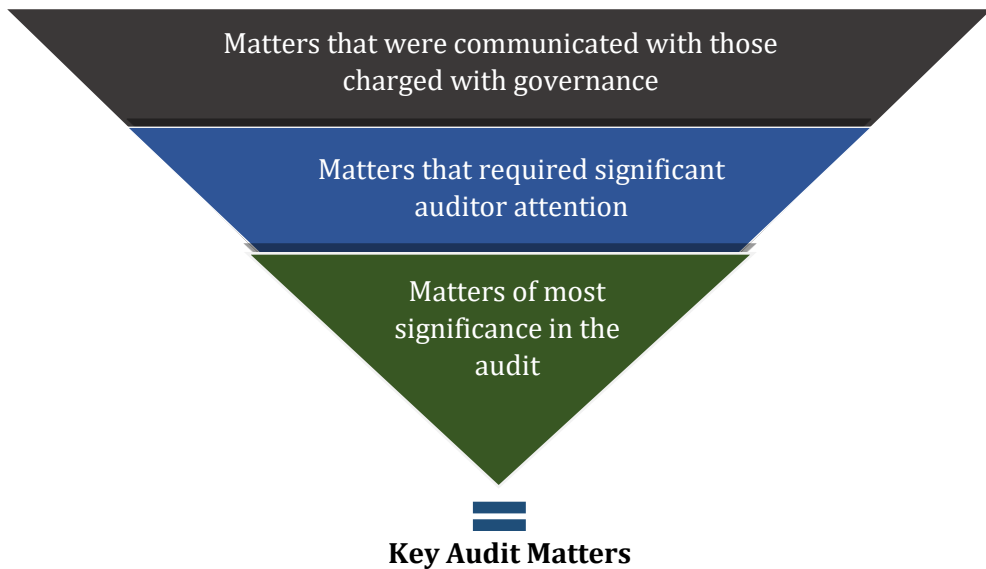 Matters that were communicated with those
charged with governance
Matters that required significant
auditor attention
Matters of most
significance in the
audit
Key Audit Matters